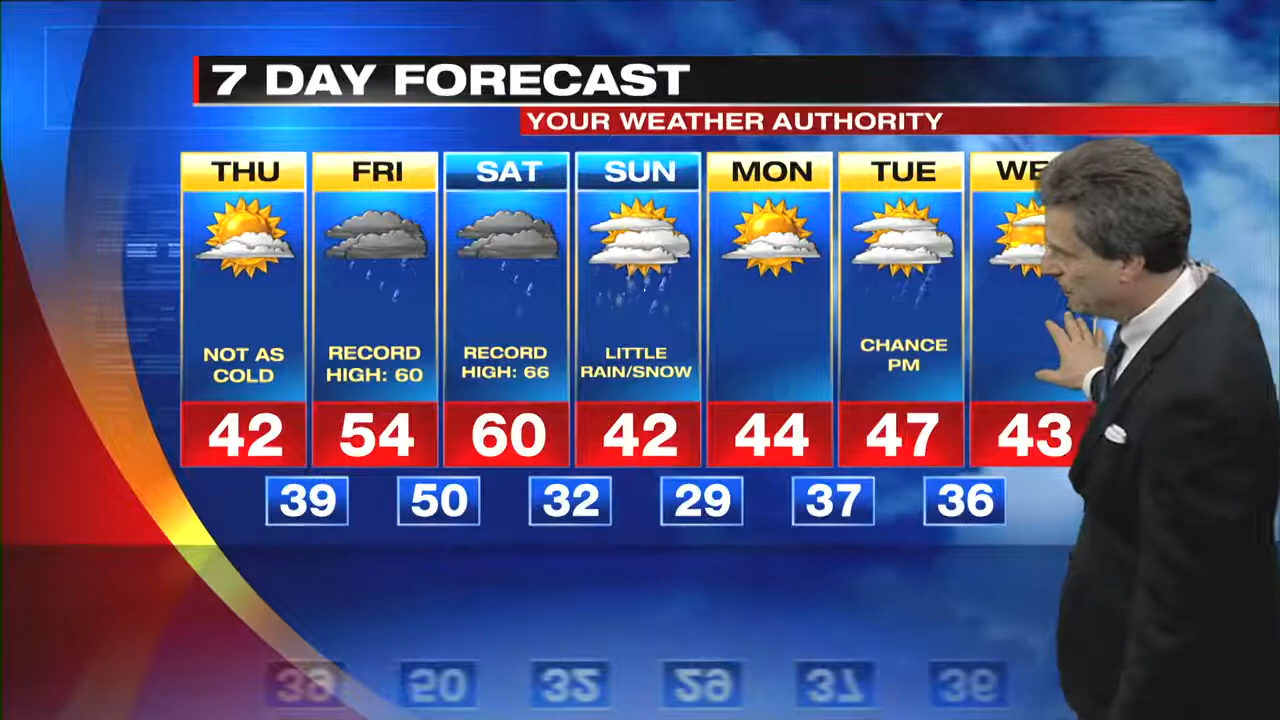 7 DAY FORECAST
YOUR WEATHER AUTHORITY
THU FRI SAT SUN MON TUE
NOT AS COLD
RECORD HIGH: 60
RECORD HIGH: 66
LITTLE RAIN/SNOW
CHANCE PM
42 54 60 42 44 47 43
39 50 32 29 37 36